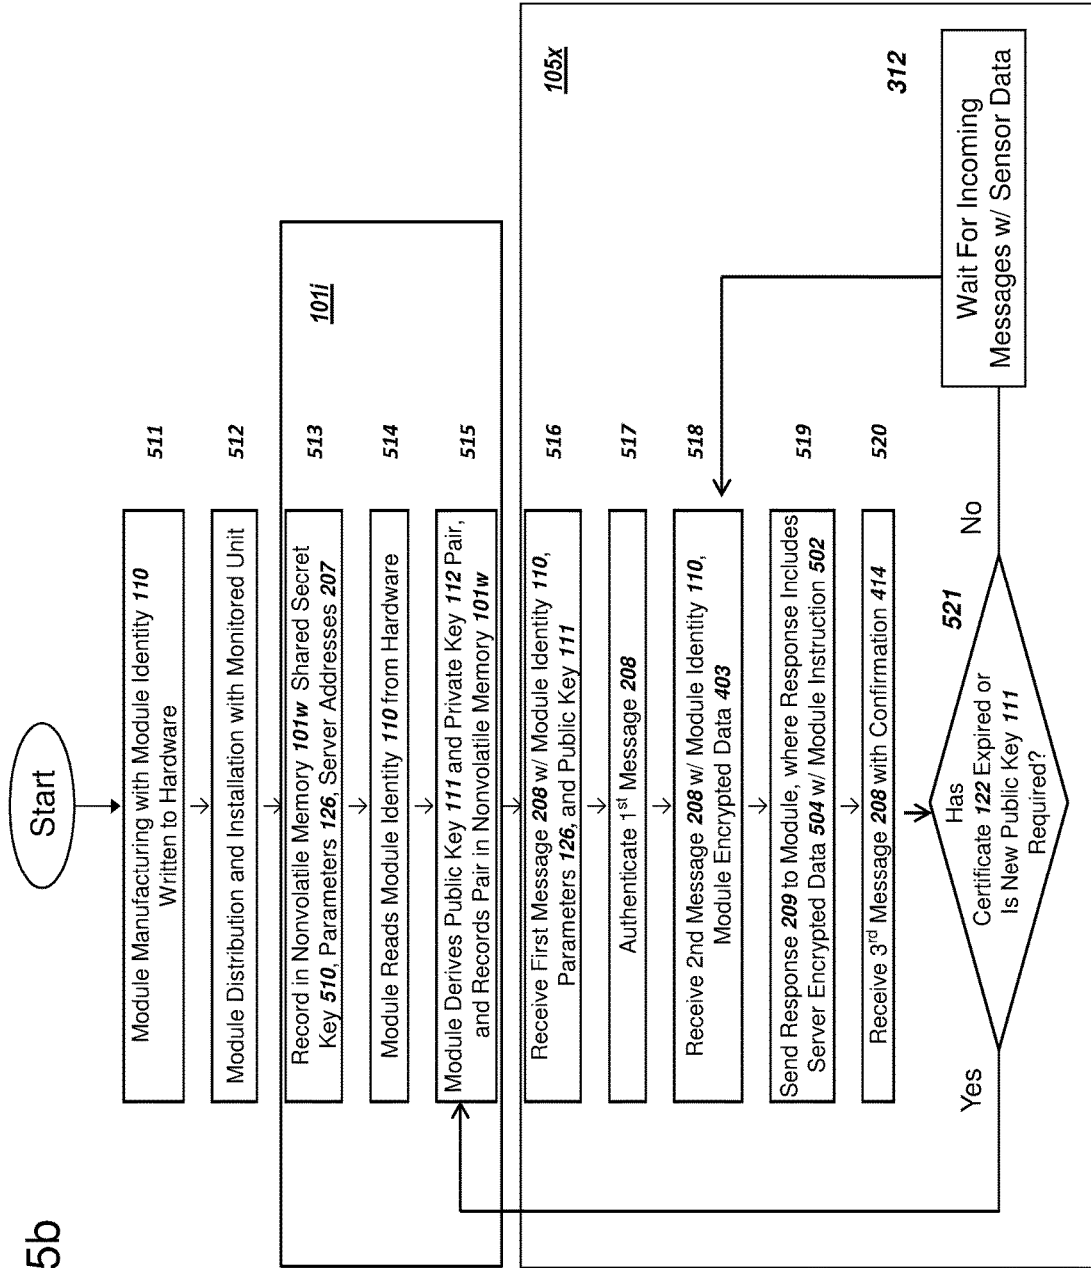 5b
Start
Module Manufacturing with Module Identity 110
Written to Hardware
511
Module Distribution and Installation with Monitored Unit
512
101i
Record in Nonvolatile Memory 101w Shared Secret
Key 510, Parameters 126, Server Addresses 207
513
Module Reads Module Identity 110 from Hardware
514
Module Derives Public Key 111 and Private Key 112 Pair,
and Records Pair in Nonvolatile Memory 101w
515
105x
Receive First Message 208 w/ Module Identity 110,
Parameters 126, and Public Key 111
516
Authenticate 1st Message 208
517
Receive 2nd Message 208 w/ Module Identity 110,
Module Encrypted Data 403
518
Send Response 209 to Module, where Response Includes
Server Encrypted Data 504 w/ Module Instruction 502
519
Receive 3rd Message 208 with Confirmation 414
520
521
Has
Certificate 122 Expired or
Is New Public Key 111
Required?
Yes
No
312
Wait For Incoming
Messages w/ Sensor Data